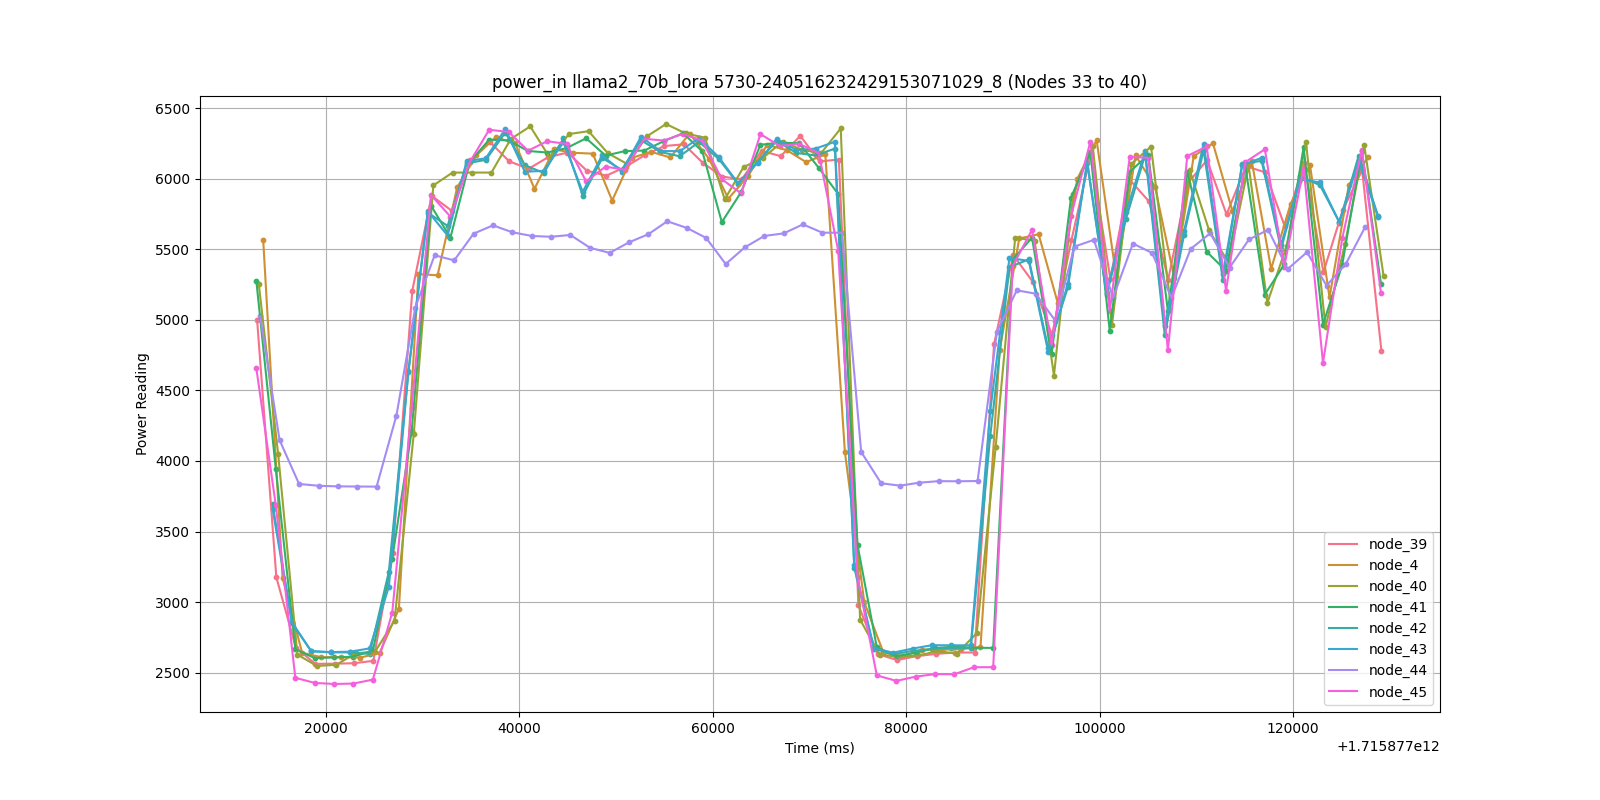 power_in llama2_70b_lora 5730-240516232429153071029_8 (Nodes 33 to 40)
Power Reading
6500
6000
5500
5000
4500
4000
3500
3000
2500
node_39
node_4
node_40
node_41
node_42
node_43
node_44
node_45
20000
40000
60000
80000
100000
120000
Time (ms)
+1.715877e12